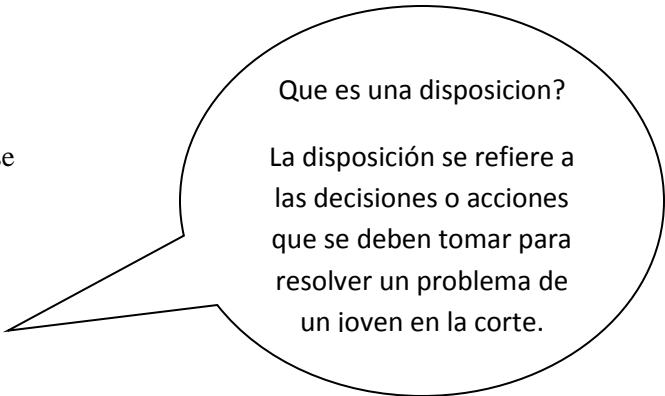 Que es una disposicion?
La disposición se refiere a
las decisiones o acciones
que se deben tomar para
resolver un problema de
un joven en la corte.